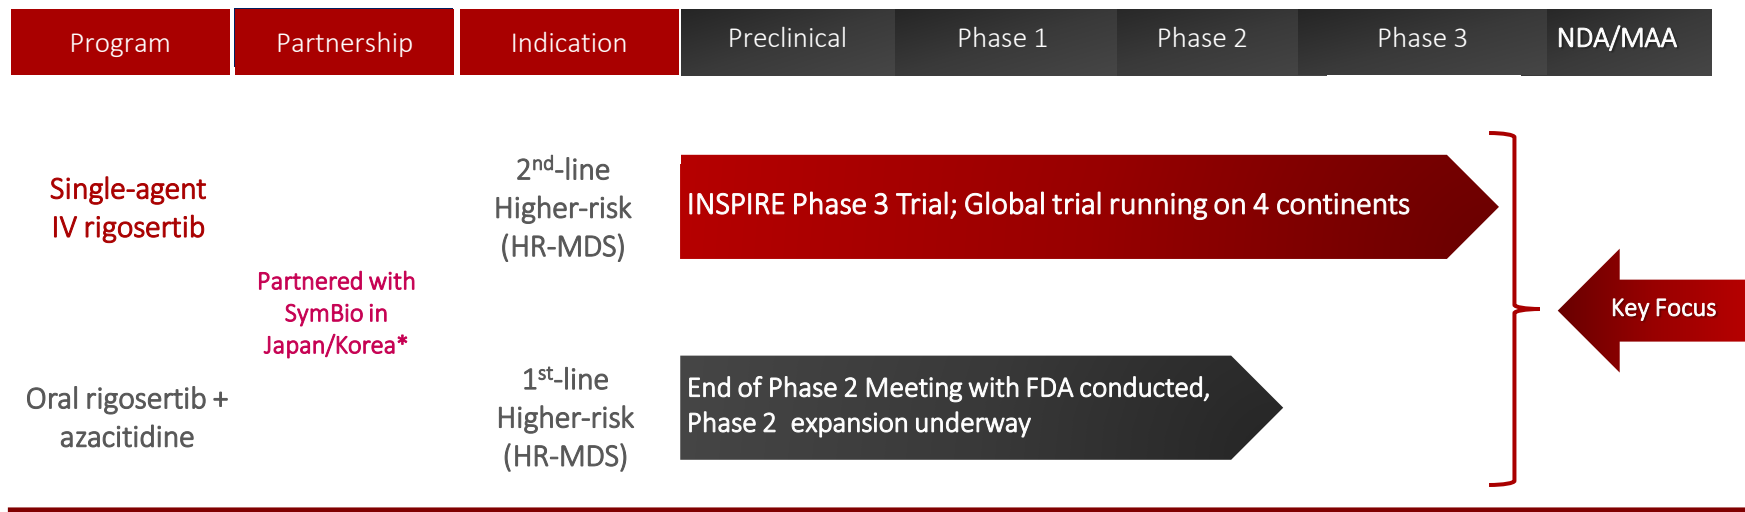 Program
Partnership
Indication
Preclinical
Phase 1
Phase 2
Phase 3
NDA/MAA
Single-agent
IV rigosertib
2nd-line
Higher-risk
(HR-MDS)
INSPIRE Phase 3 Trial; Global trial running on 4 continents
Partnered with
SymBio in
Japan/Korea*
Key Focus
Oral rigosertib +
azacitidine
1st-line
Higher-risk
(HR-MDS)
End of Phase 2 Meeting with FDA conducted,
Phase 2 expansion underway